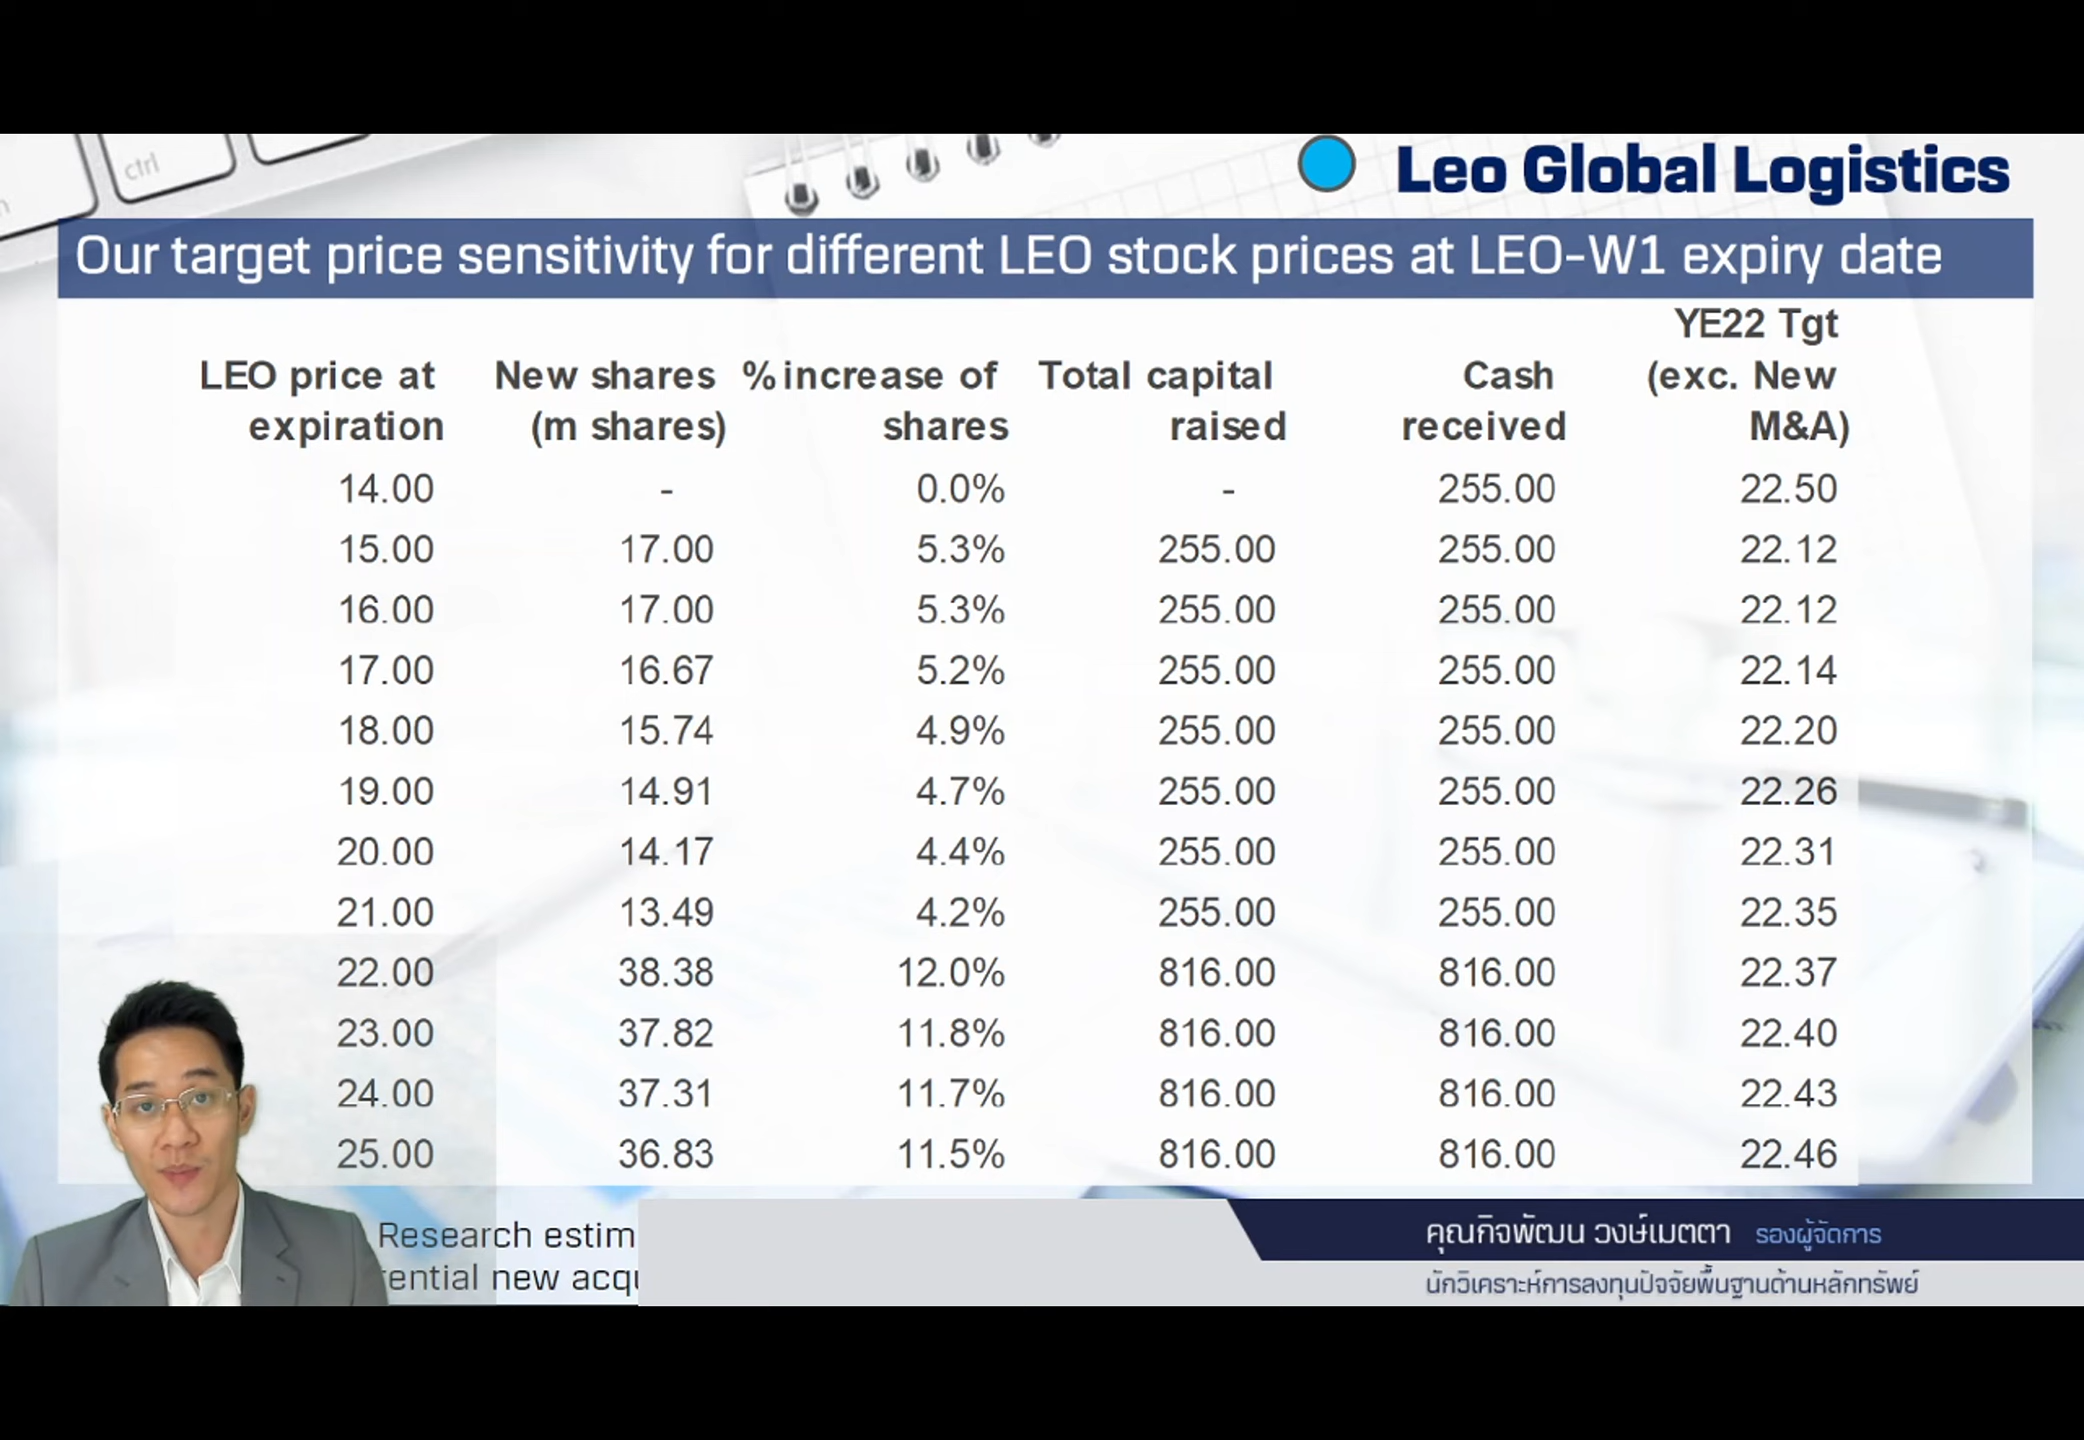 ctrl
Leo Global Logistics
Our target price sensitivity for different LEO stock prices at LEO-W1 expiry date
LEO price at expiration New shares (m shares) % increase of shares Total capital raised Cash received YE22 Tgt (exc. New M&A)
14.00 - 0.0% - 255.00 22.50
15.00 17.00 5.3% 255.00 255.00 22.12
16.00 17.00 5.3% 255.00 255.00 22.12
17.00 16.67 5.2% 255.00 255.00 22.14
18.00 15.74 4.9% 255.00 255.00 22.20
19.00 14.91 4.7% 255.00 255.00 22.26
20.00 14.17 4.4% 255.00 255.00 22.31
21.00 13.49 4.2% 255.00 255.00 22.35
22.00 38.38 12.0% 816.00 816.00 22.37
23.00 37.82 11.8% 816.00 816.00 22.40
24.00 37.31 11.7% 816.00 816.00 22.43
25.00 36.83 11.5% 816.00 816.00 22.46
Research estim
ential new acqu
คุณกิจพัฒน วงษ์เมตตา รองผู้จัดการ
นักวิเคราะห์การลงทุนปัจจัยพื้นฐานด้านหลักทรัพย์